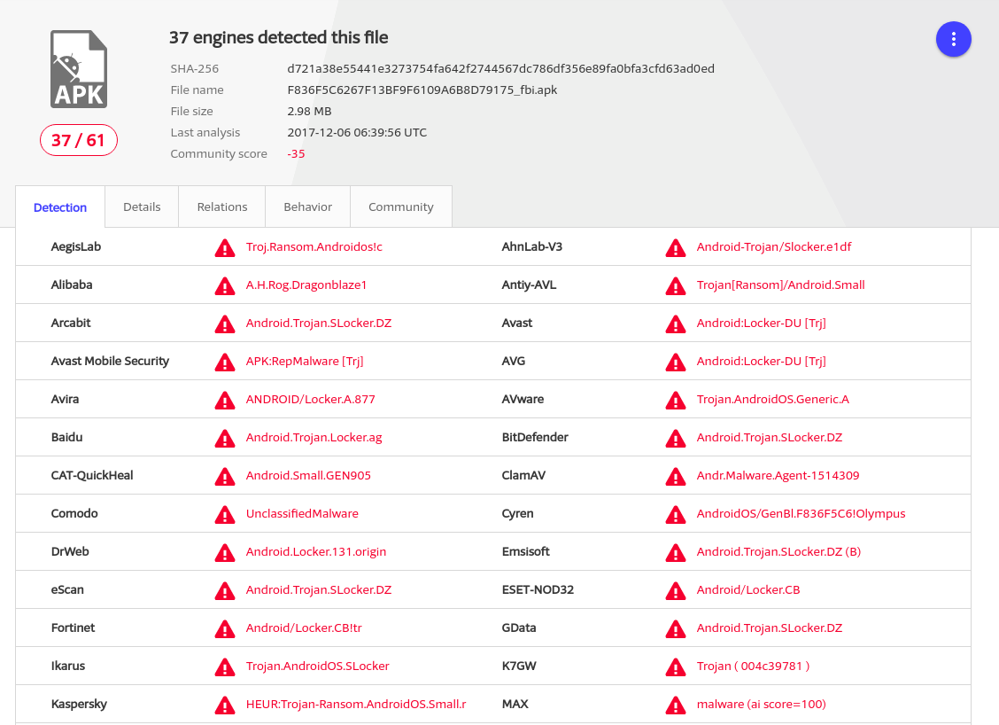 37 engines detected this file
SHA-256 d721a38e55441e3273754fa642f2744567dc786df356e89fa0bfa3cfd63ad0ed
File name F836F5C6267F13BF9F6109A6B8D79175_fbi.apk
File size 2.98 MB
Last analysis 2017-12-06 06:39:56 UTC
Community score -35
APK
37 / 61
Detection Details Relations Behavior Community
AegisLab Troj.Ransom.Androidos!c AhnLab-V3 Android-Trojan/Slocker.e1df
Alibaba A.H.Rog.Dragonblaze1 Antiy-AVL Trojan[Ransom]/Android.Small
Arcabit Android.Trojan.SLocker.DZ Avast Android:Locker-DU [Trj]
Avast Mobile Security APK:RepMalware [Trj] AVG Android:Locker-DU [Trj]
Avira ANDROID/Locker.A.877 AVware Trojan.AndroidOS.Generic.A
Baidu Android.Trojan.Locker.ag BitDefender Android.Trojan.SLocker.DZ
CAT-QuickHeal Android.Small.GEN905 ClamAV Andr.Malware.Agent-1514309
Comodo UnclassifiedMalware Cyren AndroidOS/GenBl.F836F5C6!Olympus
DrWeb Android.Locker.131.origin Emsisoft Android.Trojan.SLocker.DZ (B)
eScan Android.Trojan.SLocker.DZ ESET-NOD32 Android/Locker.CB
Fortinet Android/Locker.CB!tr GData Android.Trojan.SLocker.DZ
Ikarus Trojan.AndroidOS.SLocker K7GW Trojan ( 004c39781 )
Kaspersky HEUR:Trojan-Ransom.AndroidOS.Small.r MAX malware (ai score=100)